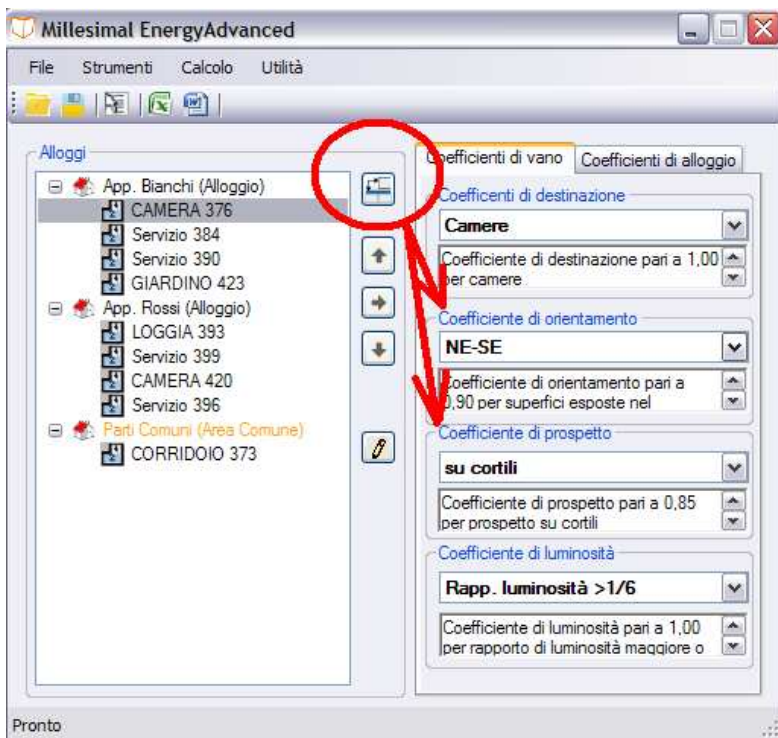 Millesimal EnergyAdvanced
File Strumenti Calcolo Utilità
Alloggi
App. Bianchi (Alloggio)
CAMERA 376
Servizio 384
Servizio 390
GIARDINO 423
App. Rossi (Alloggio)
LOGGIA 393
Servizio 399
CAMERA 420
Servizio 396
Parti Comuni (Area Comune)
CORRIDOIO 373
Coefficienti di vano Coefficienti di alloggio
Coefficenti di destinazione
Camere
Coefficiente di destinazione pari a 1,00
per camere
Coefficiente di orientamento
NE-SE
Coefficiente di orientamento pari a
0,90 per superfici esposte nel
Coefficiente di prospetto
su cortili
Coefficiente di prospetto pari a 0,85
per prospetto su cortili
Coefficiente di luminosità
Rapp. luminosità >1/6
Coefficiente di luminosità pari a 1,00
per rapporto di luminosità maggiore o
Pronto